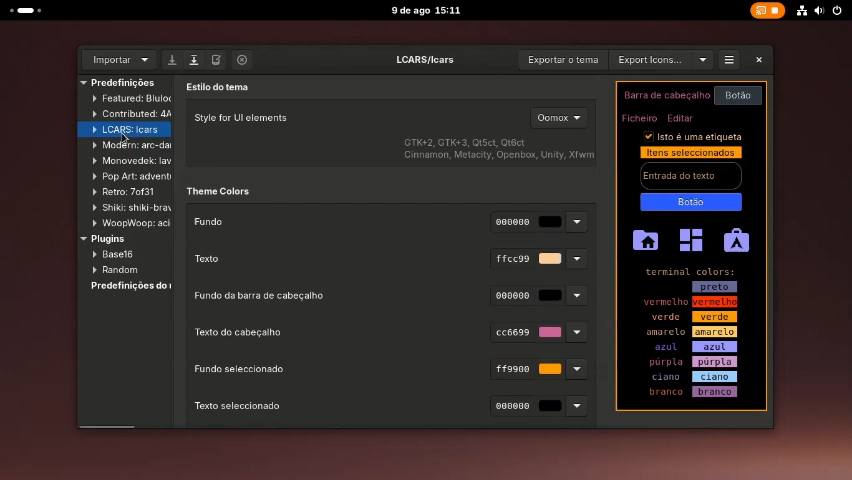 9 de ago 15:11
Importar
LCARS/lcars
Exportar o tema
Export Icons...
Predefinições
Featured: Bluloc
Contributed: 4A
LCARS: lcars
Modern: arc-da
Monovedek: lav
Pop Art: advent
Retro: 7of31
Shiki: shiki-brav
WoopWoop: aci
Plugins
Base16
Random
Predefinições do u
Estilo do tema
Style for UI elements
Oomox
GTK+2, GTK+3, Qt5ct, Qt6ct
Cinnamon, Metacity, Openbox, Unity, Xfwm
Theme Colors
Fundo 000000
Texto ffcc99
Fundo da barra de cabeçalho 000000
Texto do cabeçalho cc6699
Fundo seleccionado ff9900
Texto seleccionado 000000
Barra de cabeçalho Botão
Ficheiro Editar
Isto é uma etiqueta
Itens seleccionados
Entrada do texto
Botão
terminal colors:
preto
vermelho vermelho
verde verde
amarelo amarelo
azul azul
púrpla púrpla
ciano ciano
branco branco